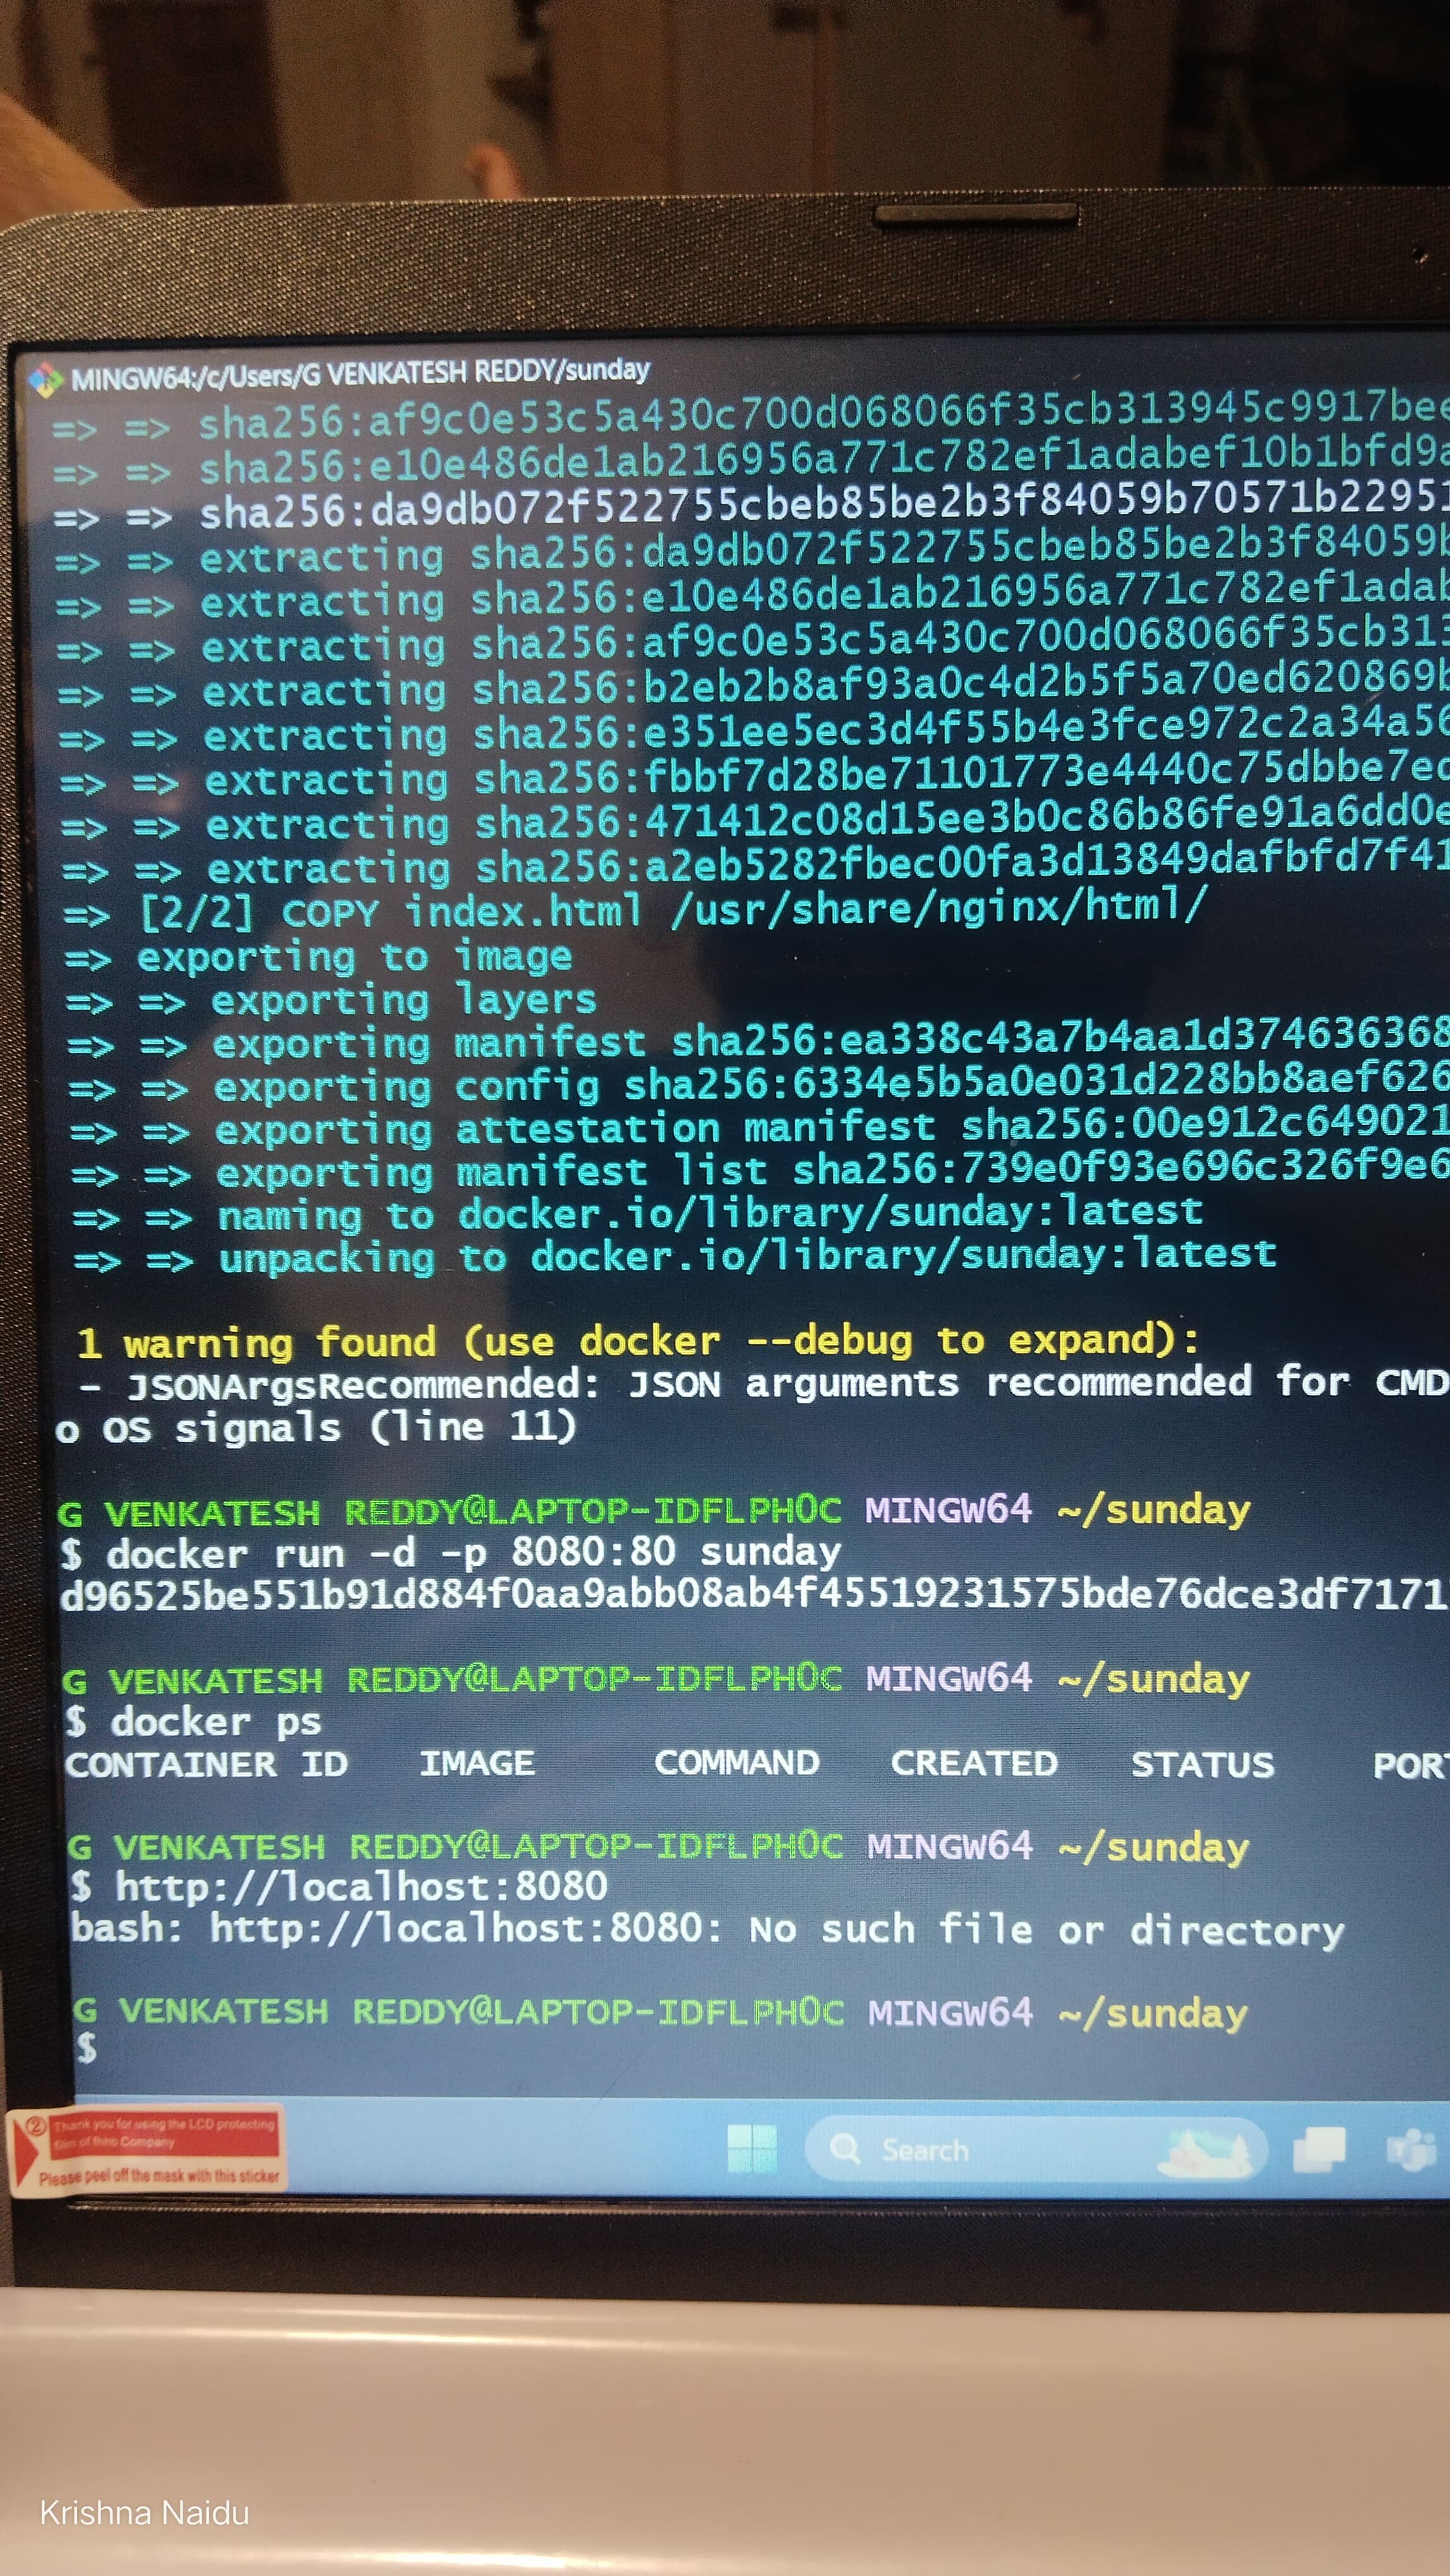 MINGW64:/c/Users/G VENKATESH REDDY/sunday
=> => sha256:af9c0e53c5a430c700d068066f35cb313945c9917bec
=> => sha256:e10e486de1ab216956a771c782ef1adabef10b1bfd9a
=> => sha256:da9db072f522755cbeb85be2b3f84059b70571b22951
=> => extracting sha256:da9db072f522755cbeb85be2b3f84059b
=> => extracting sha256:e10e486de1ab216956a771c782ef1adab
=> => extracting sha256:af9c0e53c5a430c700d068066f35cb313
=> => extracting sha256:b2eb2b8af93a0c4d2b5f5a70ed620869b
=> => extracting sha256:e351ee5ec3d4f55b4e3fce972c2a34a56
=> => extracting sha256:fbbf7d28be71101773e4440c75dbbe7ec
=> => extracting sha256:471412c08d15ee3b0c86b86fe91a6dd0e
=> => extracting sha256:a2eb5282fbec00fa3d13849dafbfd7f41
=> [2/2] COPY index.html /usr/share/nginx/html/
=> exporting to image
=> => exporting layers
=> => exporting manifest sha256:ea338c43a7b4aa1d374636368
=> => exporting config sha256:6334e5b5a0e031d228bb8aef626
=> => exporting attestation manifest sha256:00e912c649021
=> => exporting manifest list sha256:739e0f93e696c326f9e6
=> => naming to docker.io/library/sunday:latest
=> => unpacking to docker.io/library/sunday:latest
1 warning found (use docker --debug to expand):
- JSONArgsRecommended: JSON arguments recommended for CMD
o OS signals (line 11)
G VENKATESH REDDY@LAPTOP-IDFLPH0C MINGW64 ~/sunday
$ docker run -d -p 8080:80 sunday
d96525be551b91d884f0aa9abb08ab4f45519231575bde76dce3df7171
G VENKATESH REDDY@LAPTOP-IDFLPH0C MINGW64 ~/sunday
$ docker ps
CONTAINER ID IMAGE COMMAND CREATED STATUS POR
G VENKATESH REDDY@LAPTOP-IDFLPH0C MINGW64 ~/sunday
$ http://localhost:8080
bash: http://localhost:8080: No such file or directory
G VENKATESH REDDY@LAPTOP-IDFLPH0C MINGW64 ~/sunday
$
2 Thank you for using the LCD protecting
film of Company
Please peel off the mask with this sticker
Search
Krishna Naidu